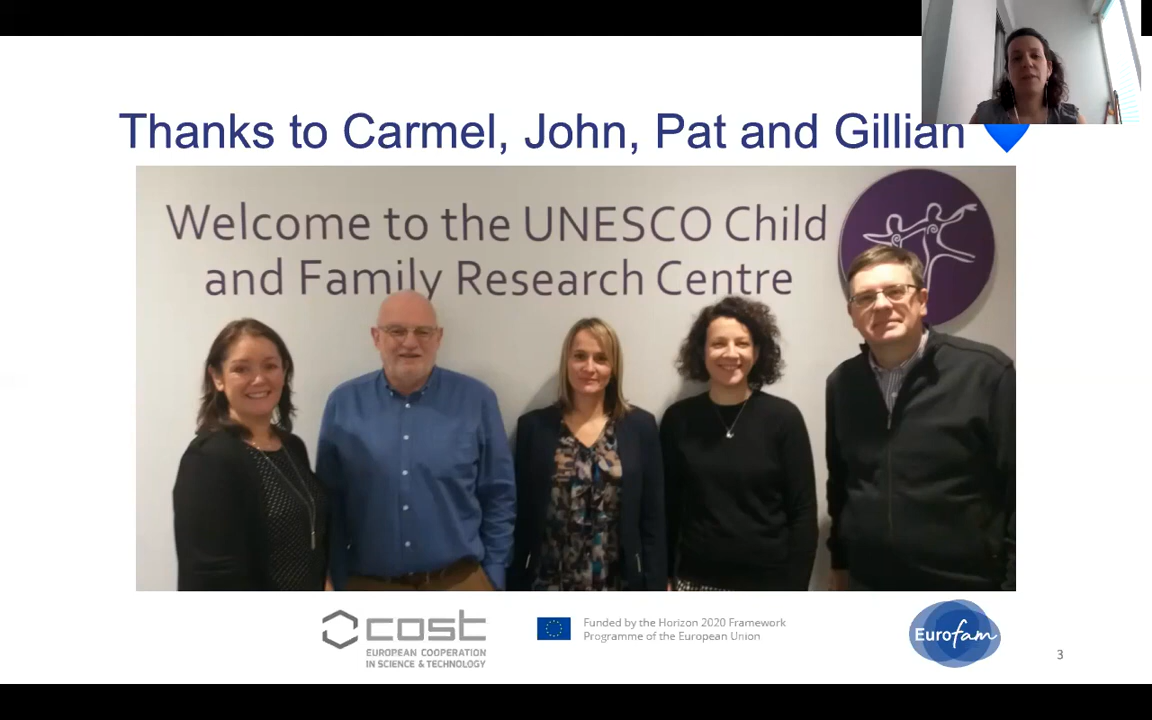 Thanks to Carmel, John, Pat and Gillian
Welcome to the UNESCO Child
and Family Research Centre
cost
EUROPEAN COOPERATION
IN SCIENCE & TECHNOLOGY
Funded by the Horizon 2020 Framework
Programme of the European Union
Eurofam
3